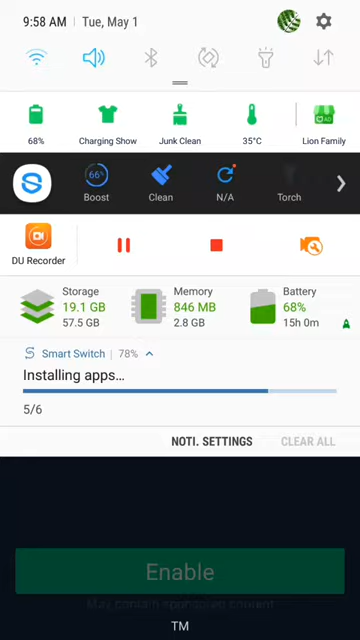 9:58 AM | Tue, May 1
68%
Charging Show
Junk Clean
35°C
AD
Lion Family
66%
Boost
Clean
N/A
Torch
DU Recorder
Storage
19.1 GB
57.5 GB
Memory
846 MB
2.8 GB
Battery
68%
15h 0m
Smart Switch | 78%
Installing apps...
5/6
NOTI. SETTINGS CLEAR ALL
Enable
May contain sponsored content
TM